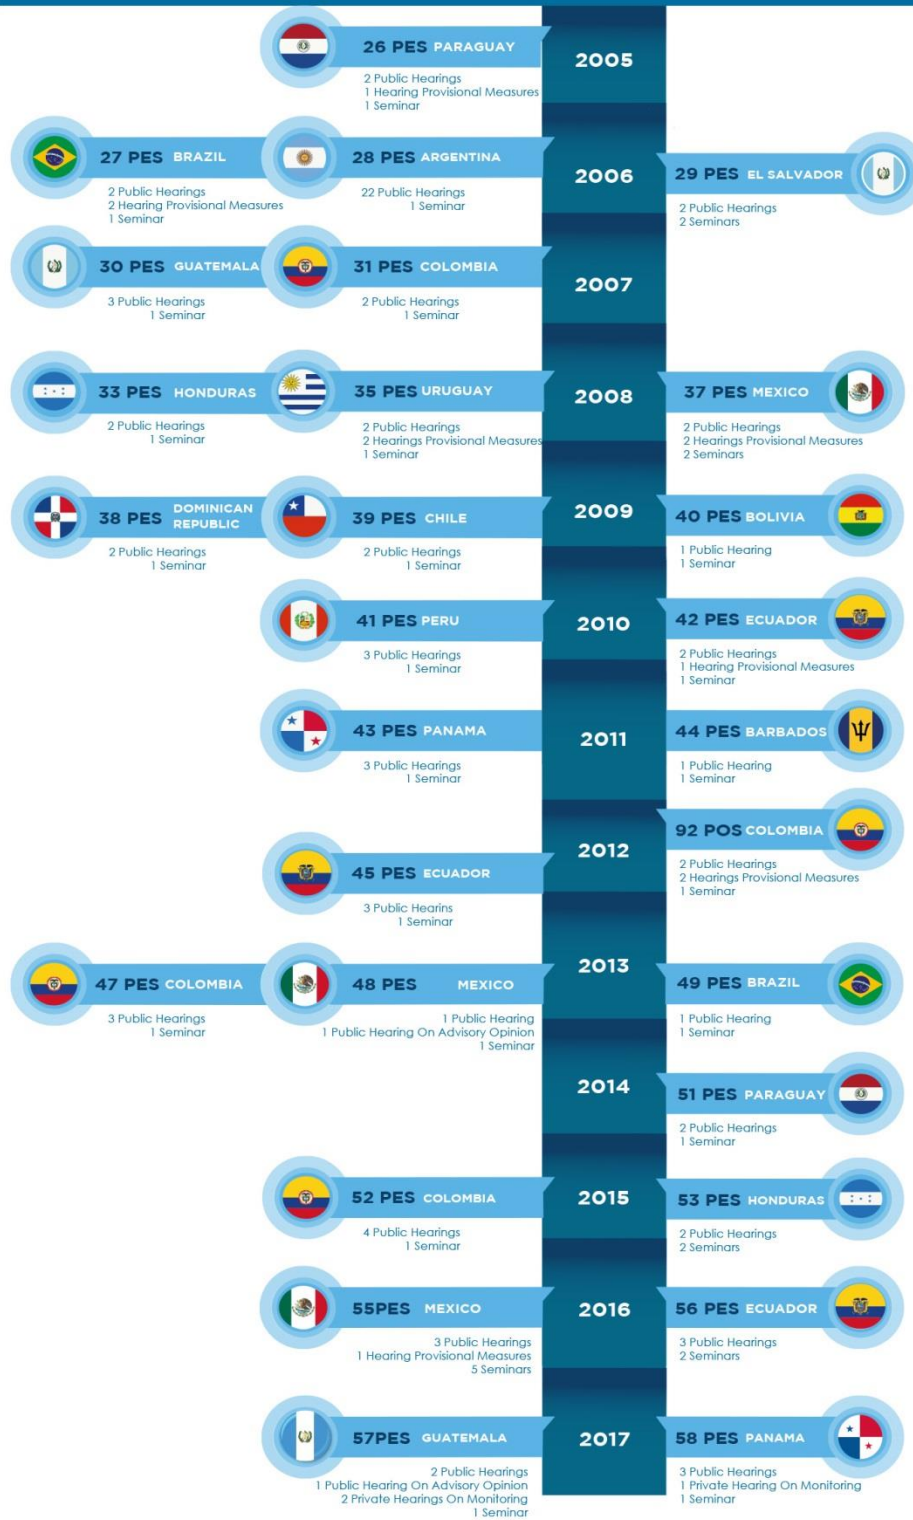 26 PES PARAGUAY
2 Public Hearings
1 Hearing Provisional Measures
1 Seminar
2005
27 PES BRAZIL
2 Public Hearings
2 Hearing Provisional Measures
1 Seminar
28 PES ARGENTINA
22 Public Hearings
1 Seminar
2006
29 PES EL SALVADOR
2 Public Hearings
2 Seminars
30 PES GUATEMALA
3 Public Hearings
1 Seminar
31 PES COLOMBIA
2 Public Hearings
1 Seminar
2007
33 PES HONDURAS
2 Public Hearings
1 Seminar
35 PES URUGUAY
2 Public Hearings
2 Hearings Provisional Measures
1 Seminar
2008
37 PES MEXICO
2 Public Hearings
2 Hearings Provisional Measures
2 Seminars
38 PES DOMINICAN
REPUBLIC
2 Public Hearings
1 Seminar
39 PES CHILE
2 Public Hearings
1 Seminar
2009
40 PES BOLIVIA
1 Public Hearing
1 Seminar
41 PES PERU
3 Public Hearings
1 Seminar
2010
42 PES ECUADOR
2 Public Hearings
1 Hearing Provisional Measures
1 Seminar
43 PES PANAMA
3 Public Hearings
1 Seminar
2011
44 PES BARBADOS
1 Public Hearing
1 Seminar
45 PES ECUADOR
3 Public Hearins
1 Seminar
2012
92 POS COLOMBIA
2 Public Hearings
2 Hearings Provisional Measures
1 Seminar
47 PES COLOMBIA
3 Public Hearings
1 Seminar
48 PES MEXICO
1 Public Hearing
1 Public Hearing On Advisory Opinion
1 Seminar
2013
49 PES BRAZIL
1 Public Hearing
1 Seminar
2014
51 PES PARAGUAY
2 Public Hearings
1 Seminar
52 PES COLOMBIA
4 Public Hearings
1 Seminar
2015
53 PES HONDURAS
2 Public Hearings
2 Seminars
55PES MEXICO
3 Public Hearings
1 Hearing Provisional Measures
5 Seminars
2016
56 PES ECUADOR
3 Public Hearings
2 Seminars
57PES GUATEMALA
2 Public Hearings
1 Public Hearing On Advisory Opinion
2 Private Hearings On Monitoring
1 Seminar
2017
58 PES PANAMA
3 Public Hearings
1 Private Hearing On Monitoring
1 Seminar